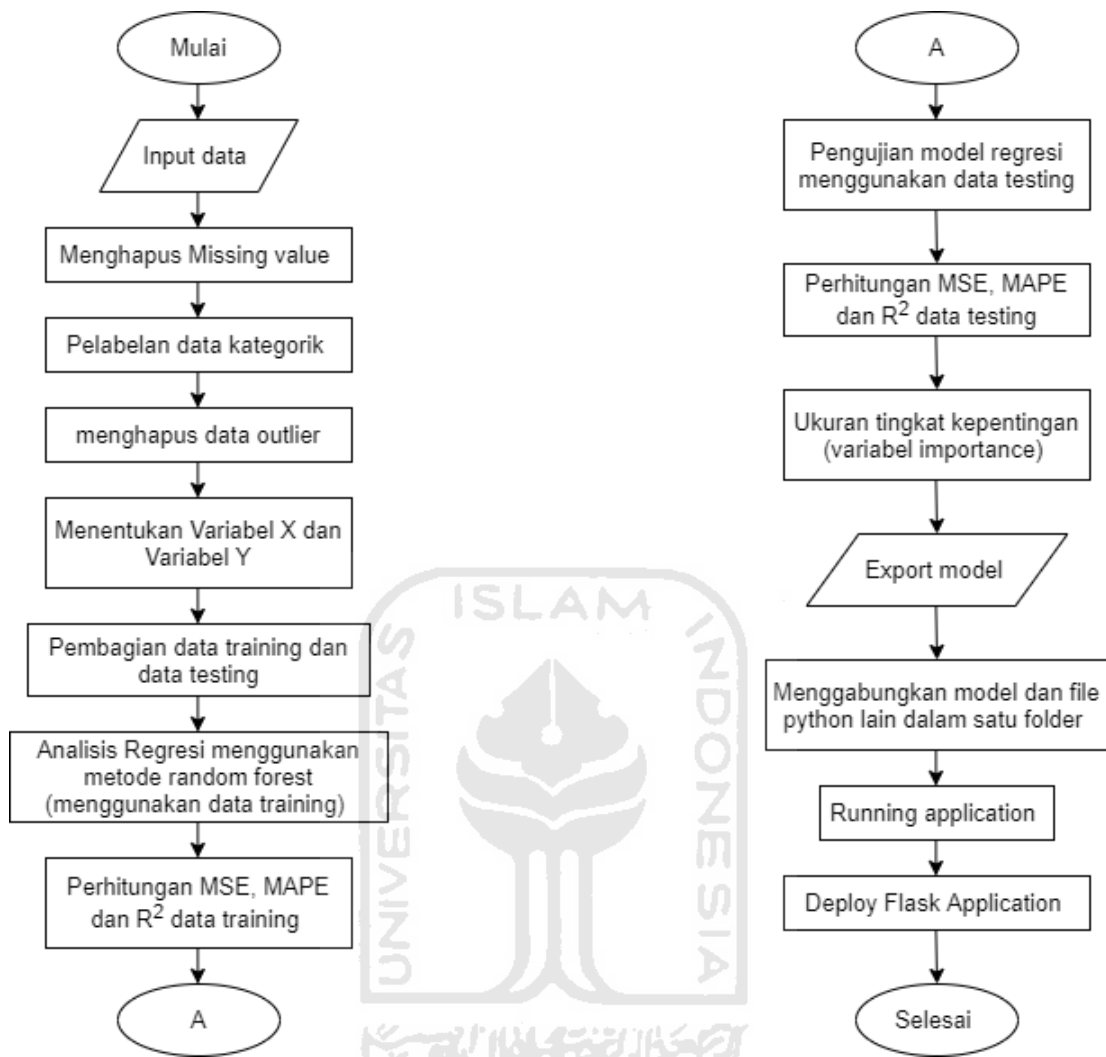 Mulai
Input data
Menghapus Missing value
Pelabelan data kategorik
menghapus data outlier
Menentukan Variabel X dan
Variabel Y
Pembagian data training dan
data testing
Analisis Regresi menggunakan
metode random forest
(menggunakan data training)
Perhitungan MSE, MAPE
dan R² data training
A
A
Pengujian model regresi
menggunakan data testing
Perhitungan MSE, MAPE
dan R² data testing
Ukuran tingkat kepentingan
(variabel importance)
Export model
Menggabungkan model dan file
python lain dalam satu folder
Running application
Deploy Flask Application
Selesai
UNIVERSITAS
ISLAM
INDONESIA